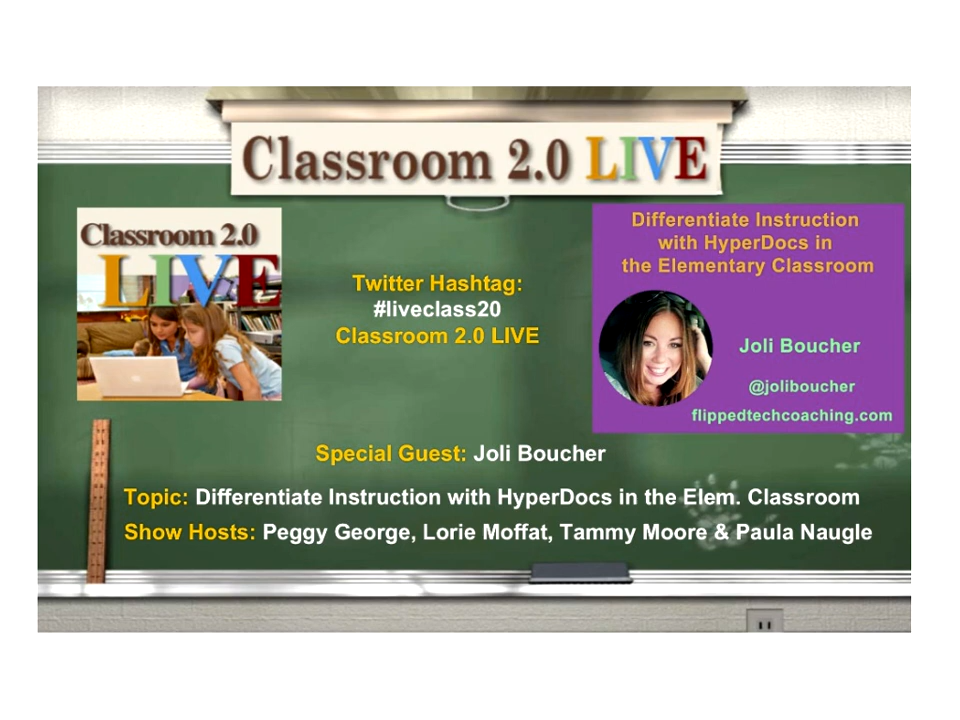 Classroom 2.0 LIVE
Classroom 2.0
LIVE
Twitter Hashtag:
#liveclass20
Classroom 2.0 LIVE
Differentiate Instruction
with HyperDocs in
the Elementary Classroom
Joli Boucher
@joliboucher
flippedtechcoaching.com
Special Guest: Joli Boucher
Topic: Differentiate Instruction with HyperDocs in the Elem. Classroom
Show Hosts: Peggy George, Lorie Moffat, Tammy Moore & Paula Naugle